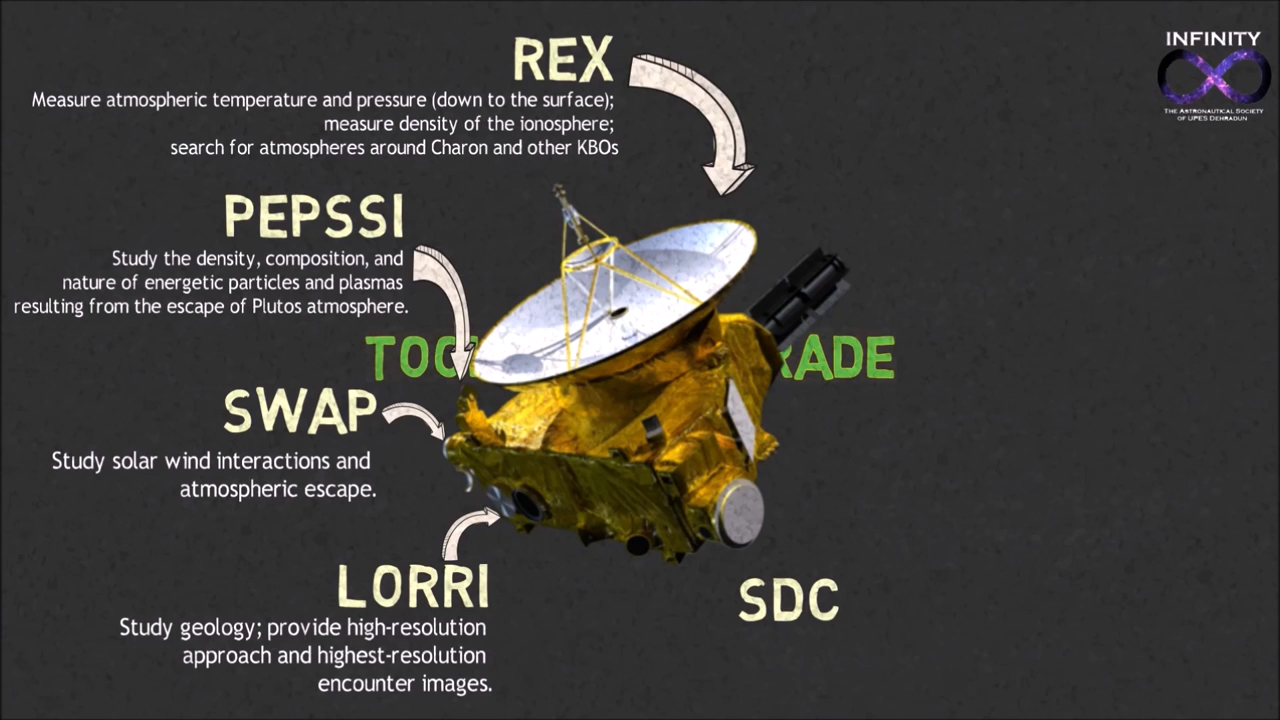 REX
Measure atmospheric temperature and pressure (down to the surface);
measure density of the ionosphere;
search for atmospheres around Charon and other KBOs
PEPSSI
Study the density, composition, and
nature of energetic particles and plasmas
resulting from the escape of Plutos atmosphere.
SWAP
Study solar wind interactions and
atmospheric escape.
LORRI
Study geology; provide high-resolution
approach and highest-resolution
encounter images.
SDC
INFINITY
THE ASTRONAUTICAL SOCIETY
OF UPES DEHRADUN